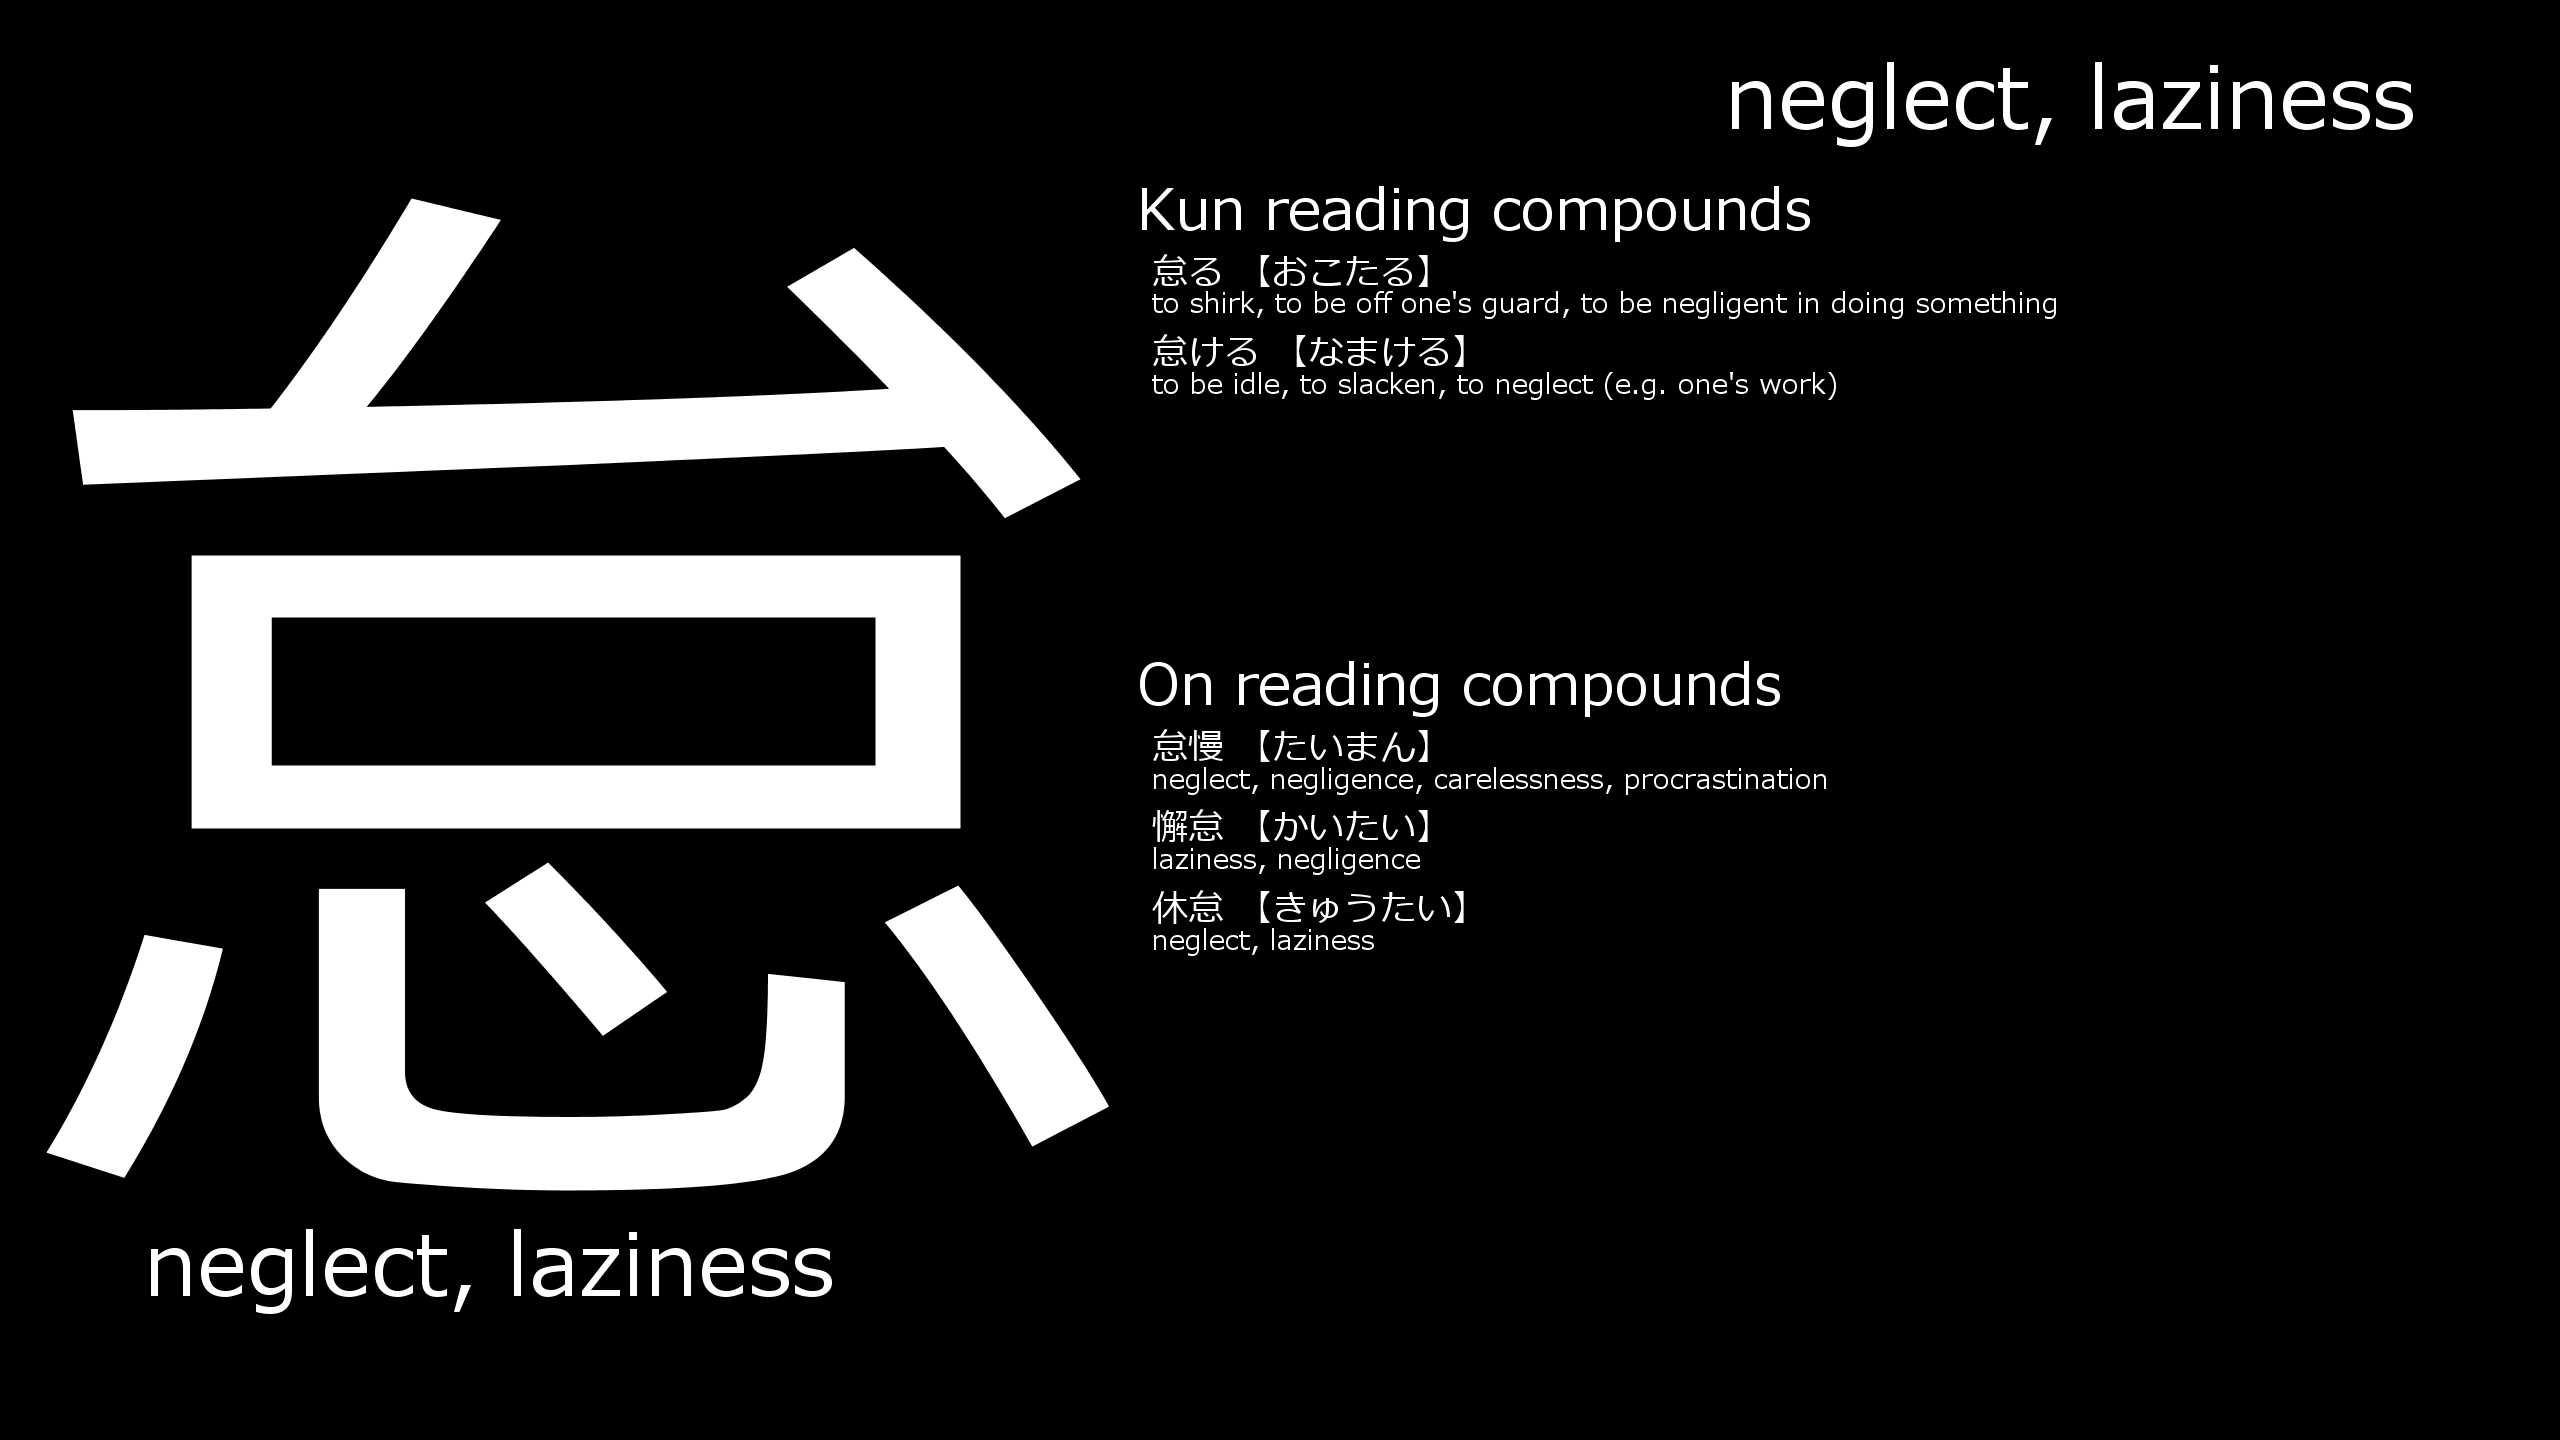 neglect, laziness
怠
neglect, laziness
Kun reading compounds
怠る 【おこたる】
to shirk, to be off one's guard, to be negligent in doing something
怠ける 【なまける】
to be idle, to slacken, to neglect (e.g. one's work)
On reading compounds
怠慢 【たいまん】
neglect, negligence, carelessness, procrastination
懈怠 【かいたい】
laziness, negligence
休怠 【きゅうたい】
neglect, laziness